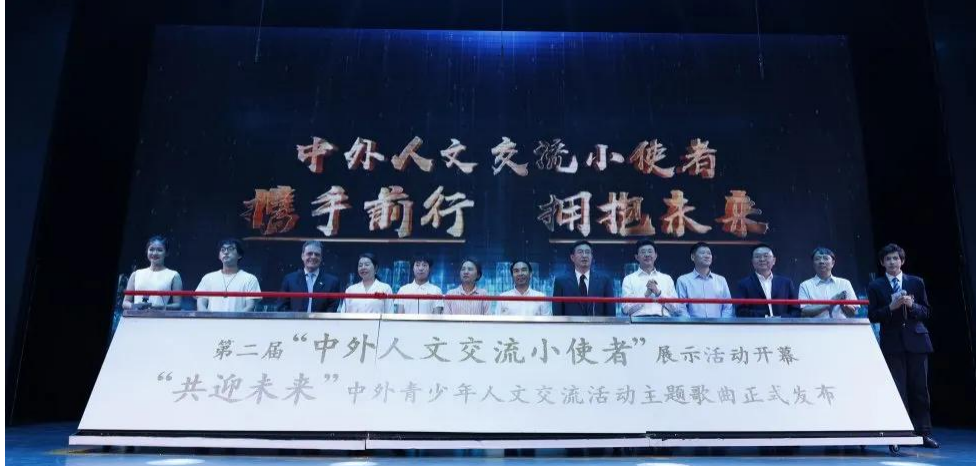 中外人文交流小使者
携手前行 拥抱未来
第二届“中外人文交流小使者”展示活动开幕
“共迎未来”中外青少年人文交流活动主题歌曲正式发布